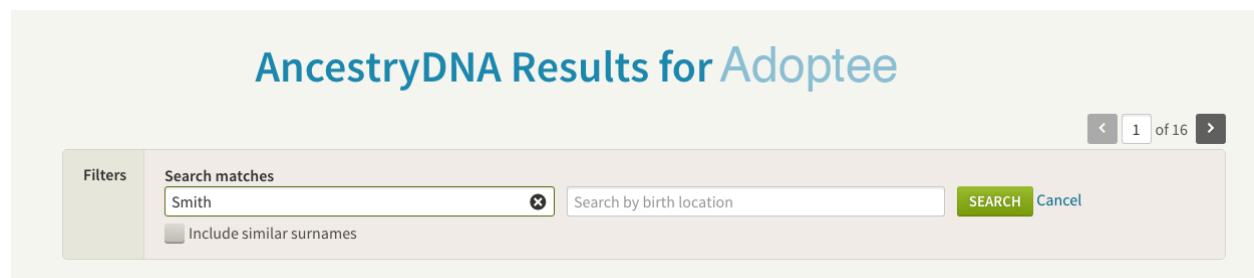 AncestryDNA Results for Adoptee
1 of 16
Filters
Search matches
Smith
Search by birth location
SEARCH Cancel
Include similar surnames